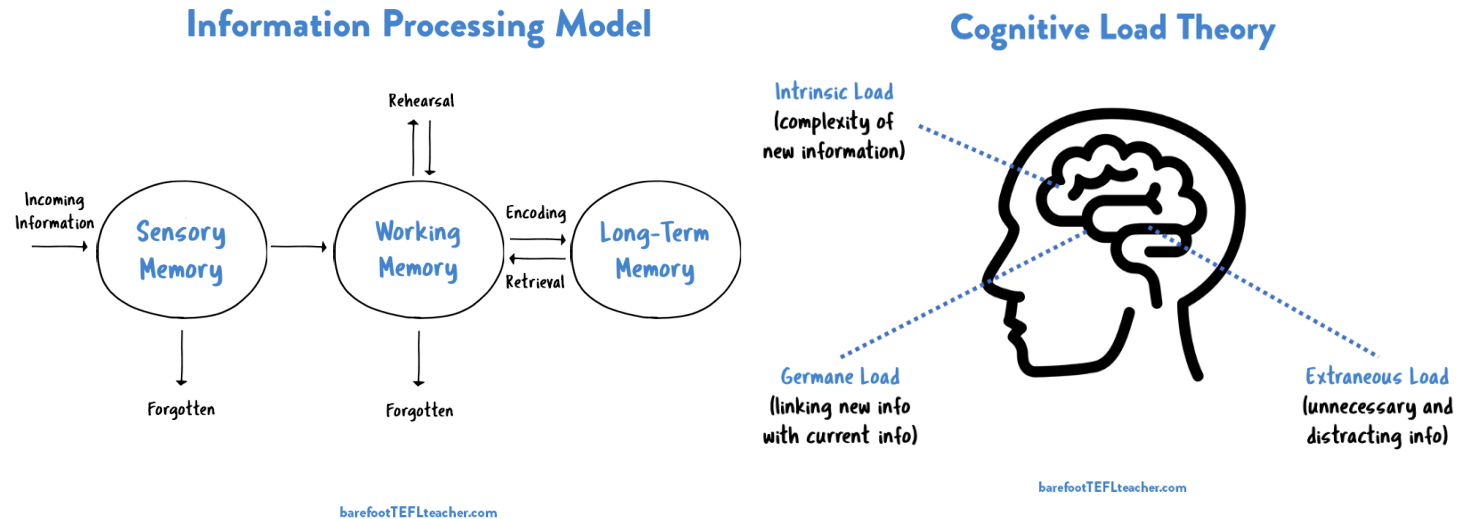 Information Processing Model
Rehearsal
Incoming
Information
Sensory
Memory
Working
Memory
Encoding
Retrieval
Long-Term
Memory
Forgotten
Forgotten
barefootTEFLteacher.com
Cognitive Load Theory
Intrinsic Load
(complexity of
new information)
Germane Load
(linking new info
with current info)
Extraneous Load
(unnecessary and
distracting info)
barefootTEFLteacher.com